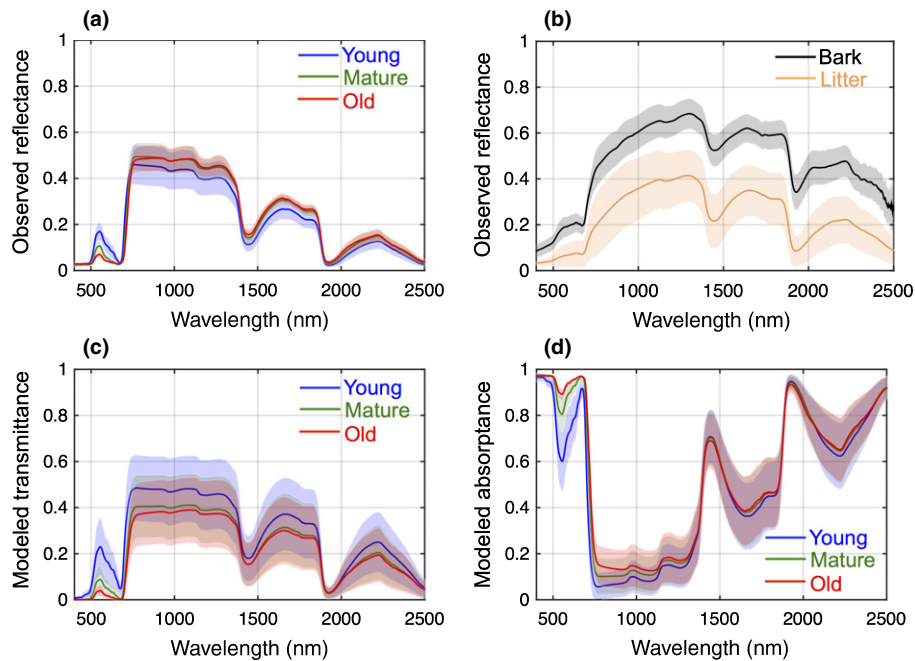 (a)
Observed reflectance
1
0.8
0.6
0.4
0.2
0
Young
Mature
Old
500 1000 1500 2000 2500
Wavelength (nm)
(b)
Observed reflectance
1
0.8
0.6
0.4
0.2
0
Bark
Litter
500 1000 1500 2000 2500
Wavelength (nm)
(c)
Modeled transmittance
1
0.8
0.6
0.4
0.2
0
Young
Mature
Old
500 1000 1500 2000 2500
Wavelength (nm)
(d)
Modeled absorptance
1
0.8
0.6
0.4
0.2
0
Young
Mature
Old
500 1000 1500 2000 2500
Wavelength (nm)